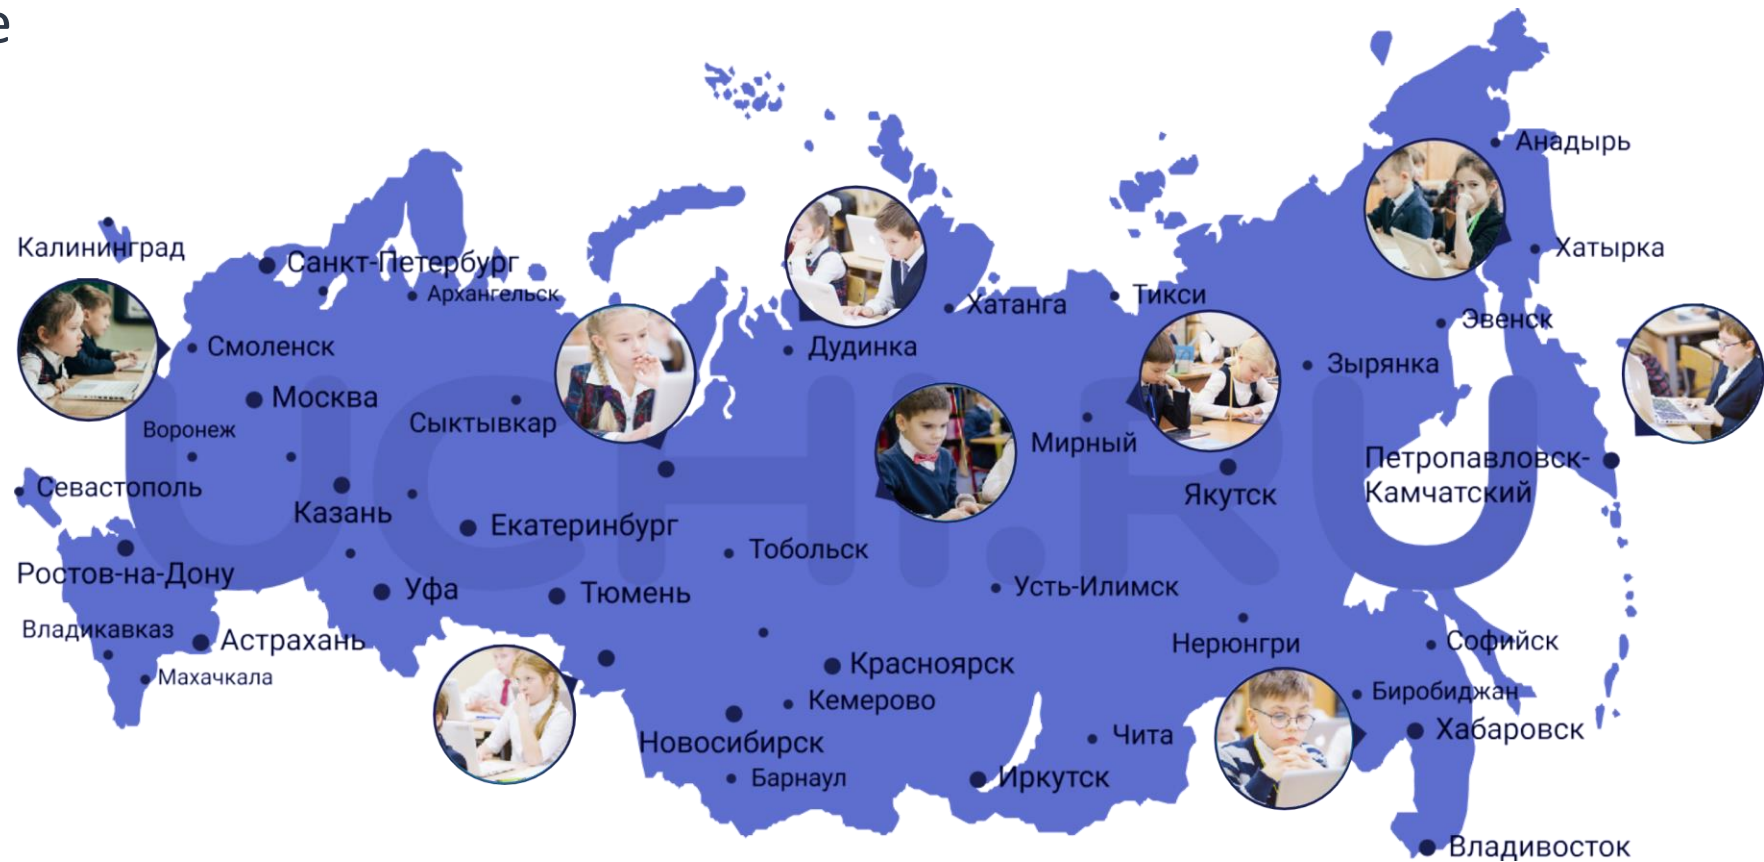 е
Анадырь
Калининград
Хатырка
Санкт-Петербург
Архангельск
Тикси
Хатанга
Эвенск
Смоленск
Дудинка
Зырянка
Москва
Сыктывкар
Воронеж
Мирный
UCHI.RU
Петропавловск-
Камчатский
Севастополь
Якутск
Казань
Екатеринбург
Тобольск
Ростов-на-Дону
Уфа
Тюмень
Усть-Илимск
Владикавказ
Астрахань
Нерюнгри
Софийск
Красноярск
Махачкала
Биробиджан
Кемерово
Хабаровск
Новосибирск
Чита
Барнаул
Иркутск
Владивосток